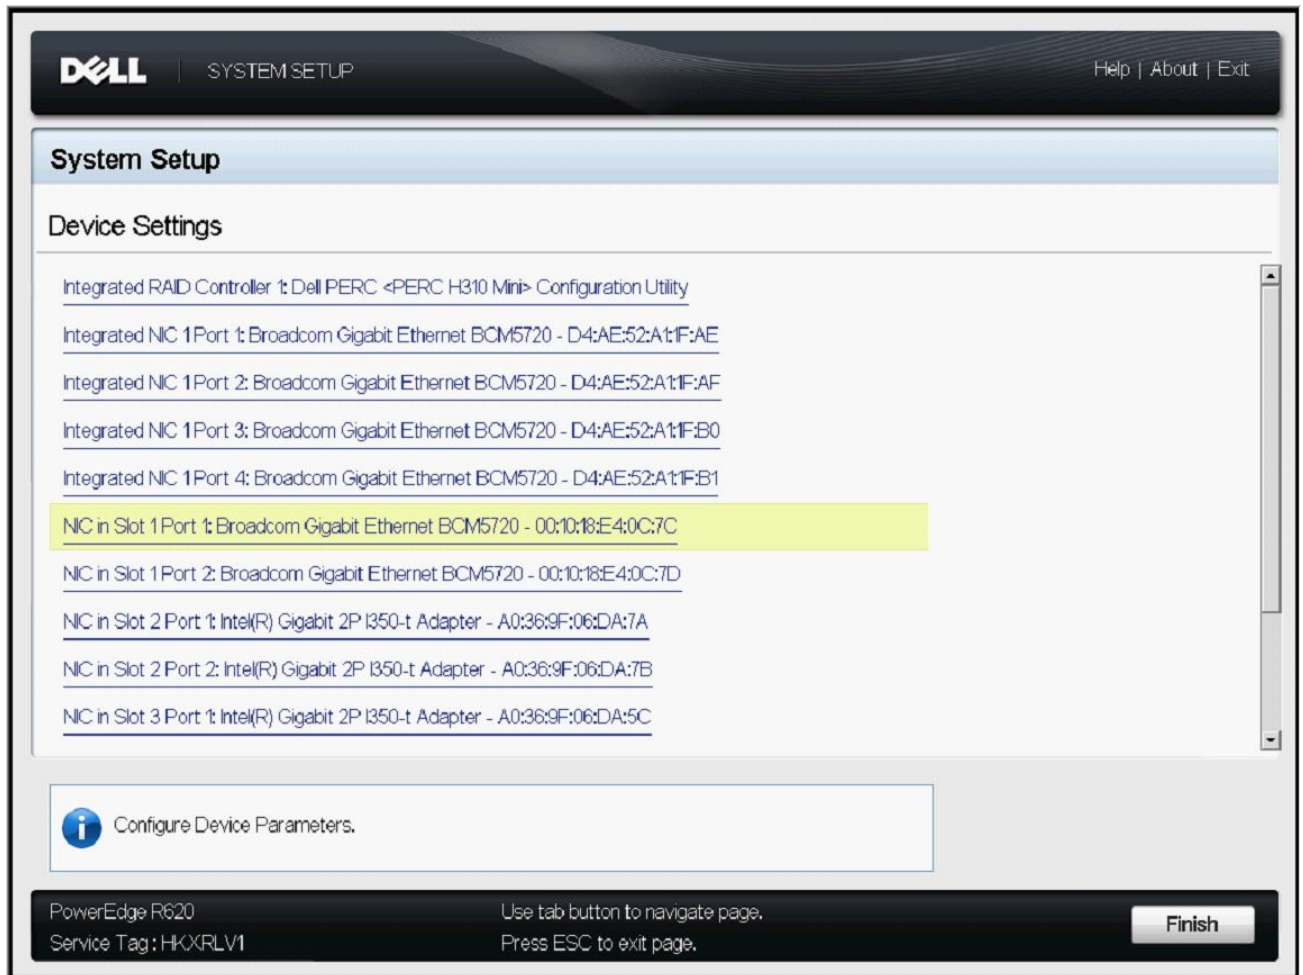 DELL
SYSTEM SETUP
Help | About | Exit
System Setup
Device Settings
Integrated RAID Controller 1: Dell PERC <PERC H310 Mini> Configuration Utility
Integrated NIC 1 Port 1: Broadcom Gigabit Ethernet BCM5720 - D4:AE:52:A1:1F:AE
Integrated NIC 1 Port 2: Broadcom Gigabit Ethernet BCM5720 - D4:AE:52:A1:1F:AF
Integrated NIC 1 Port 3: Broadcom Gigabit Ethernet BCM5720 - D4:AE:52:A1:1F:B0
Integrated NIC 1 Port 4: Broadcom Gigabit Ethernet BCM5720 - D4:AE:52:A1:1F:B1
NIC in Slot 1 Port 1: Broadcom Gigabit Ethernet BCM5720 - 00:10:18:E4:0C:7C
NIC in Slot 1 Port 2: Broadcom Gigabit Ethernet BCM5720 - 00:10:18:E4:0C:7D
NIC in Slot 2 Port 1: Intel(R) Gigabit 2P I350-t Adapter - A0:36:9F:06:DA:7A
NIC in Slot 2 Port 2: Intel(R) Gigabit 2P I350-t Adapter - A0:36:9F:06:DA:7B
NIC in Slot 3 Port 1: Intel(R) Gigabit 2P I350-t Adapter - A0:36:9F:06:DA:5C
Configure Device Parameters.
PowerEdge R620
Service Tag : HKXRLV1
Use tab button to navigate page.
Press ESC to exit page.
Finish